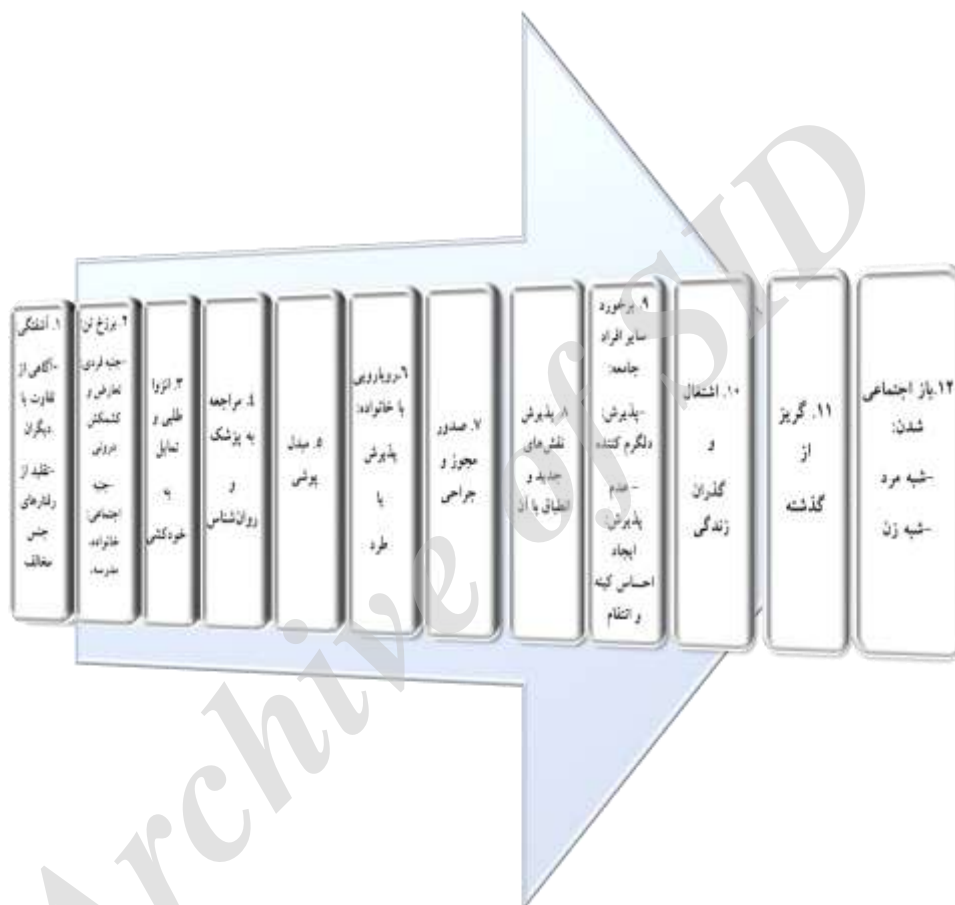 ۱. آشفتگی
-آگاهی از
تفاوت با
دیگران
-تقلید از
رفتارهای
جنس
مخالف
۲. برزخ تن:
-جنبه فردی:
تعارض و
کشمکش
درونی
-جنبه
اجتماعی:
خانواده،
مدرسه،
۳. انزوا
طلبی و
تمایل
به
خودکشی
۴. مراجعه
به پزشک
و
روان‌شناس
۵. مبدل
پوشی
۶.رویارویی
با خانواده:
پذیرش
یا
طرد
۷. صدور
مجوز و
جراحی
۸. پذیرش
نقش‌های
جدید و
انطباق با آن
۹. برخورد
سایر افراد
جامعه:
-پذیرش:
دلگرم کننده
-عدم
پذیرش:
ایجاد
احساس کینه
و انتقام
۱۰. اشتغال
و
گذران
زندگی
۱۱. گریز
از
گذشته
۱۲.باز اجتماعی
شدن:
-شبه مرد
-شبه زن
Archive of SID